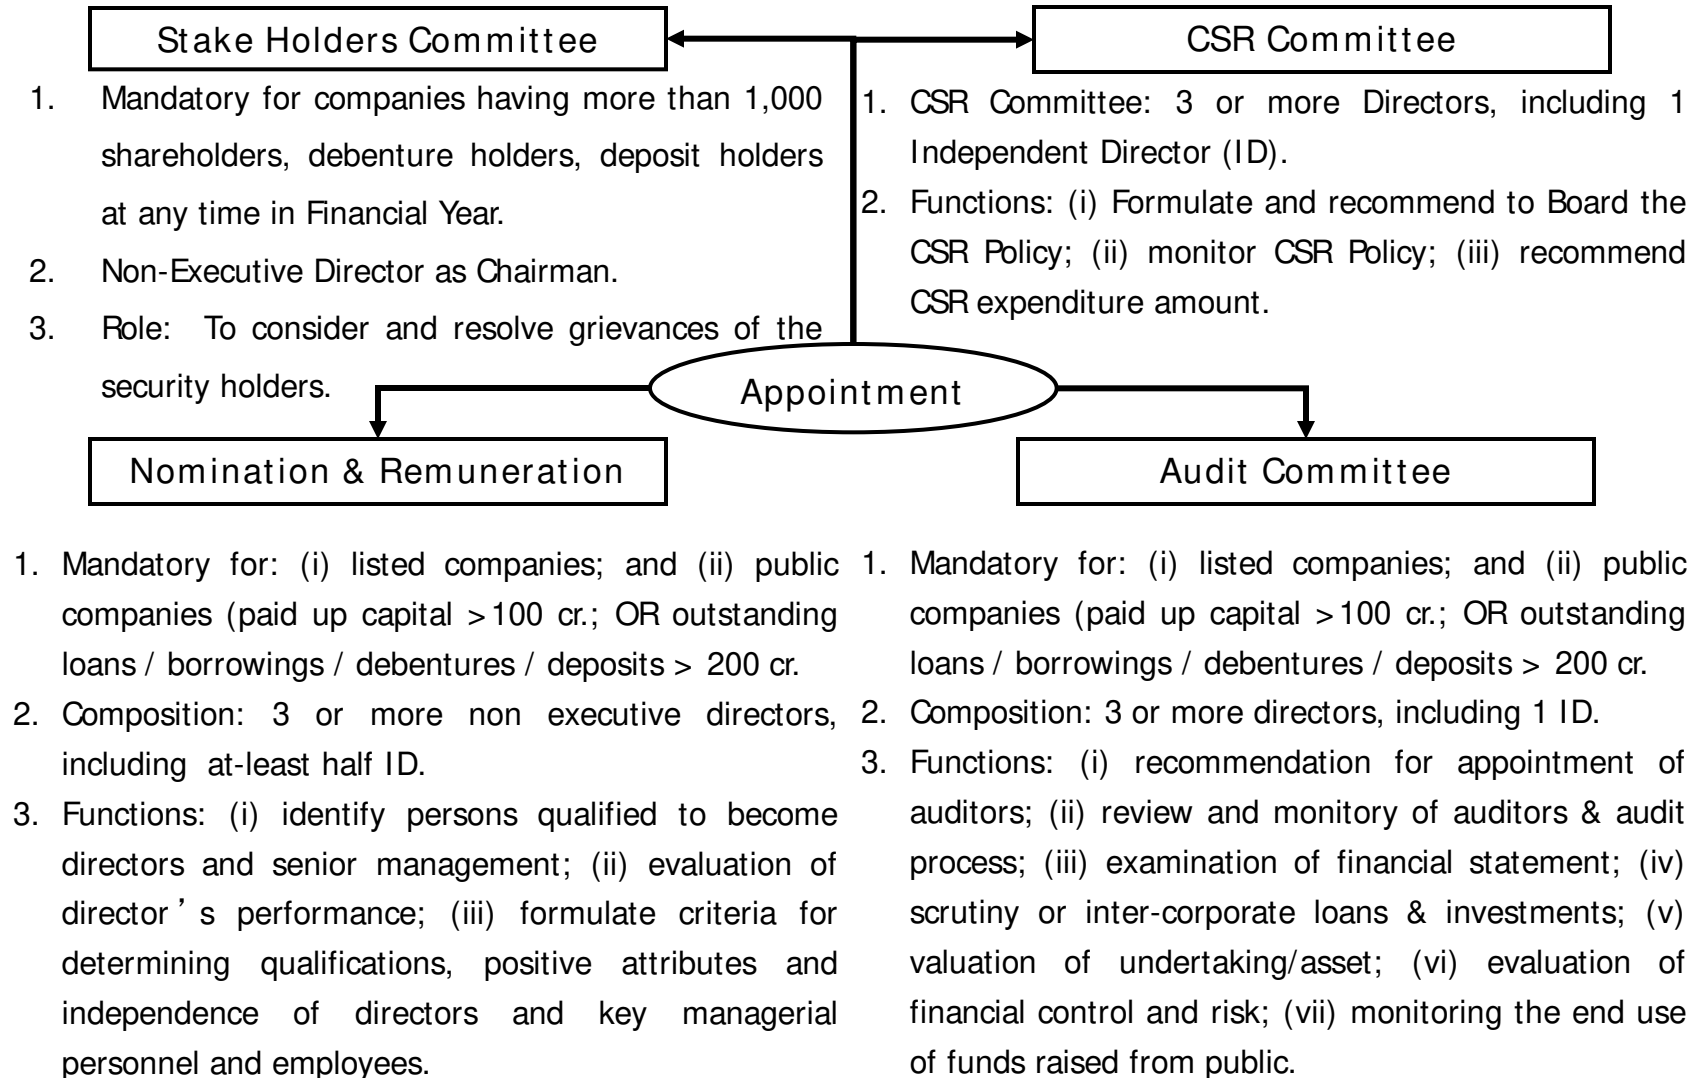 Stake Holders Committee
1. Mandatory for companies having more than 1,000
shareholders, debenture holders, deposit holders
at any time in Financial Year.
2. Non-Executive Director as Chairman.
3. Role: To consider and resolve grievances of the
security holders.
CSR Committee
1. CSR Committee: 3 or more Directors, including 1
Independent Director (ID).
2. Functions: (i) Formulate and recommend to Board the
CSR Policy; (ii) monitor CSR Policy; (iii) recommend
CSR expenditure amount.
Appointment
Nomination & Remuneration
1. Mandatory for: (i) listed companies; and (ii) public
companies (paid up capital >100 cr.; OR outstanding
loans / borrowings / debentures / deposits > 200 cr.
2. Composition: 3 or more non executive directors,
including at-least half ID.
3. Functions: (i) identify persons qualified to become
directors and senior management; (ii) evaluation of
director’s performance; (iii) formulate criteria for
determining qualifications, positive attributes and
independence of directors and key managerial
personnel and employees.
Audit Committee
1. Mandatory for: (i) listed companies; and (ii) public
companies (paid up capital >100 cr.; OR outstanding
loans / borrowings / debentures / deposits > 200 cr.
2. Composition: 3 or more directors, including 1 ID.
3. Functions: (i) recommendation for appointment of
auditors; (ii) review and monitory of auditors & audit
process; (iii) examination of financial statement; (iv)
scrutiny or inter-corporate loans & investments; (v)
valuation of undertaking/asset; (vi) evaluation of
financial control and risk; (vii) monitoring the end use
of funds raised from public.